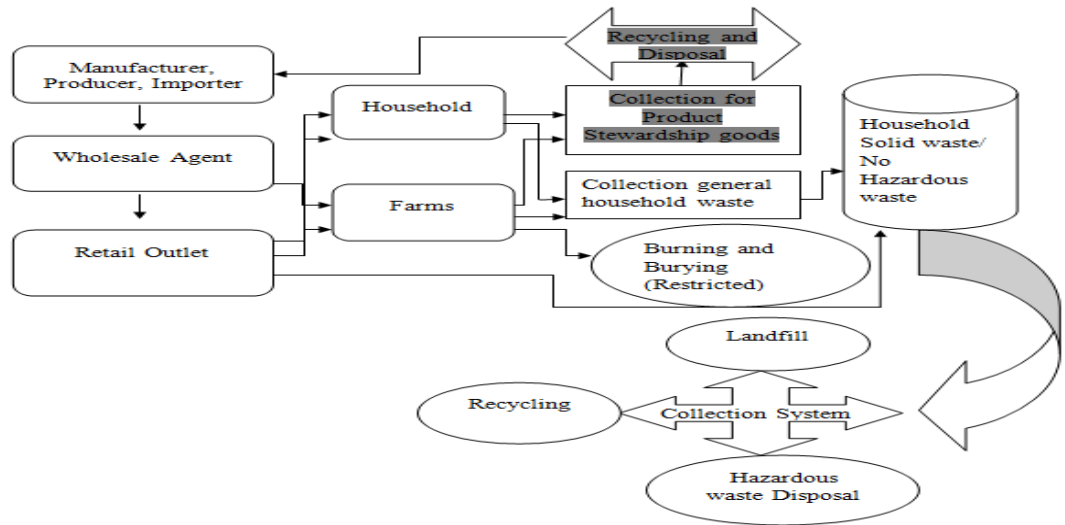 Manufacturer,
Producer, Importer
Wholesale Agent
Retail Outlet
Household
Farms
Recycling and
Disposal
Collection for
Product
Stewardship goods
Collection general
household waste
Burning and
Burying
(Restricted)
Household
Solid waste/
No
Hazardous
waste
Landfill
Recycling
Collection System
Hazardous
waste Disposal